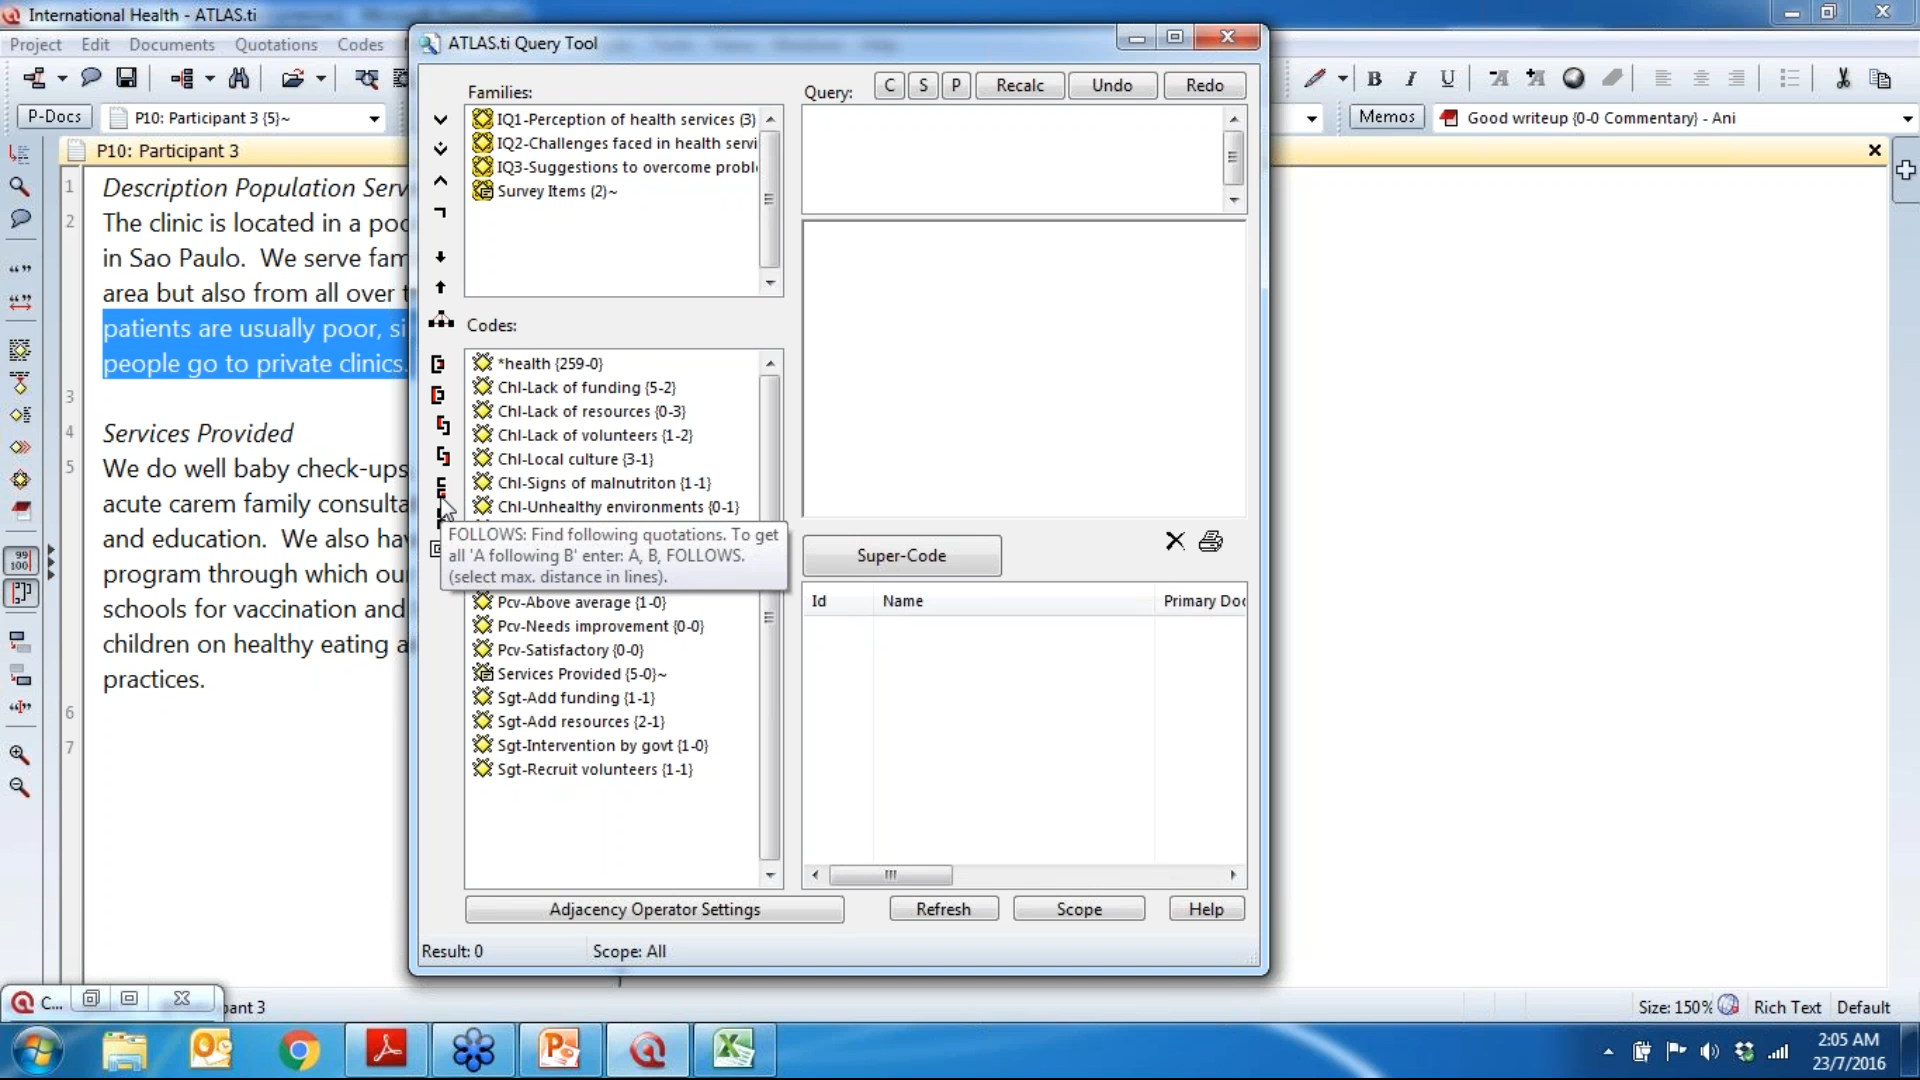 International Health - ATLAS.ti
Project Edit Documents Quotations Codes
P-Docs
P10: Participant 3 {5}~
Memos
Good writeup {0-0 Commentary} - Ani
P10: Participant 3
1
2
3
4
5
6
7
Description Population Serv
The clinic is located in a poo
in Sao Paulo. We serve fam
area but also from all over t
patients are usually poor, si
people go to private clinics.
Services Provided
We do well baby check-ups
acute carem family consulta
and education. We also hav
program through which our
schools for vaccination and
children on healthy eating a
practices.
ATLAS.ti Query Tool
Families:
IQ1-Perception of health services (3)
IQ2-Challenges faced in health servi
IQ3-Suggestions to overcome probl
Survey Items (2)~
Query:
C S P Recalc Undo Redo
Codes:
*health {259-0}
Chl-Lack of funding {5-2}
Chl-Lack of resources {0-3}
Chl-Lack of volunteers {1-2}
Chl-Local culture {3-1}
Chl-Signs of malnutriton {1-1}
Chl-Unhealthy environments {0-1}
FOLLOWS: Find following quotations. To get
all 'A following B' enter: A, B, FOLLOWS.
(select max. distance in lines).
Pcv-Above average {1-0}
Pcv-Needs improvement {0-0}
Pcv-Satisfactory {0-0}
Services Provided {5-0}~
Sgt-Add funding {1-1}
Sgt-Add resources {2-1}
Sgt-Intervention by govt {1-0}
Sgt-Recruit volunteers {1-1}
Super-Code
Id Name Primary Doc
Adjacency Operator Settings
Refresh Scope Help
Result: 0 Scope: All
C...
pant 3
Size: 150% Rich Text Default
2:05 AM
23/7/2016